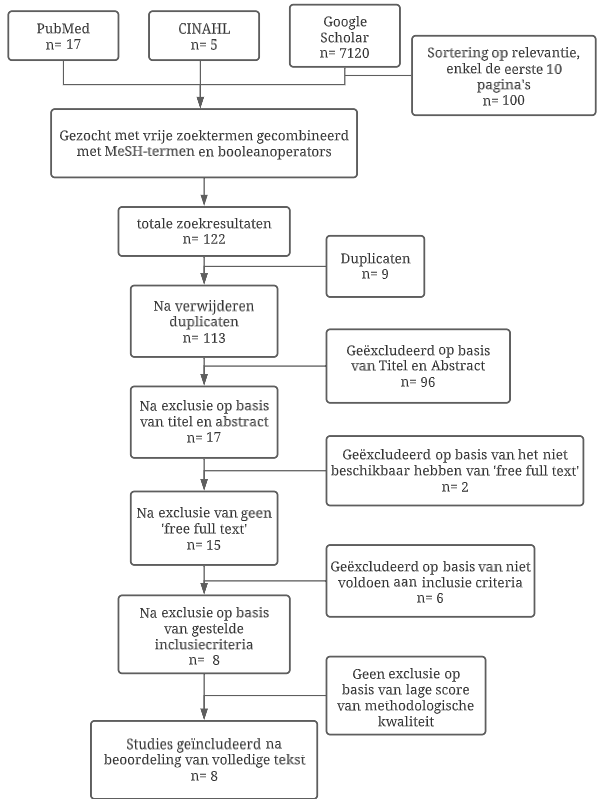 PubMed
n= 17
CINAHL
n= 5
Google
Scholar
n= 7120
Sortering op relevantie,
enkel de eerste 10
pagina's
n= 100
Gezocht met vrije zoektermen gecombineerd
met MeSH-termen en booleanoperators
totale zoekresultaten
n= 122
Duplicaten
n= 9
Na verwijderen
duplicaten
n= 113
Geëxcludeerd op basis
van Titel en Abstract
n= 96
Na exclusie op basis
van titel en abstract
n= 17
Geëxcludeerd op basis van het niet
beschikbaar hebben van 'free full text'
n= 2
Na exclusie van geen
'free full text'
n= 15
Geëxcludeerd op basis van niet
voldoen aan inclusie criteria
n= 6
Na exclusie op basis
van gestelde
inclusiecriteria
n= 8
Geen exclusie op
basis van lage score
van methodologische
kwaliteit
Studies geïncludeerd na
beoordeling van volledige tekst
n= 8